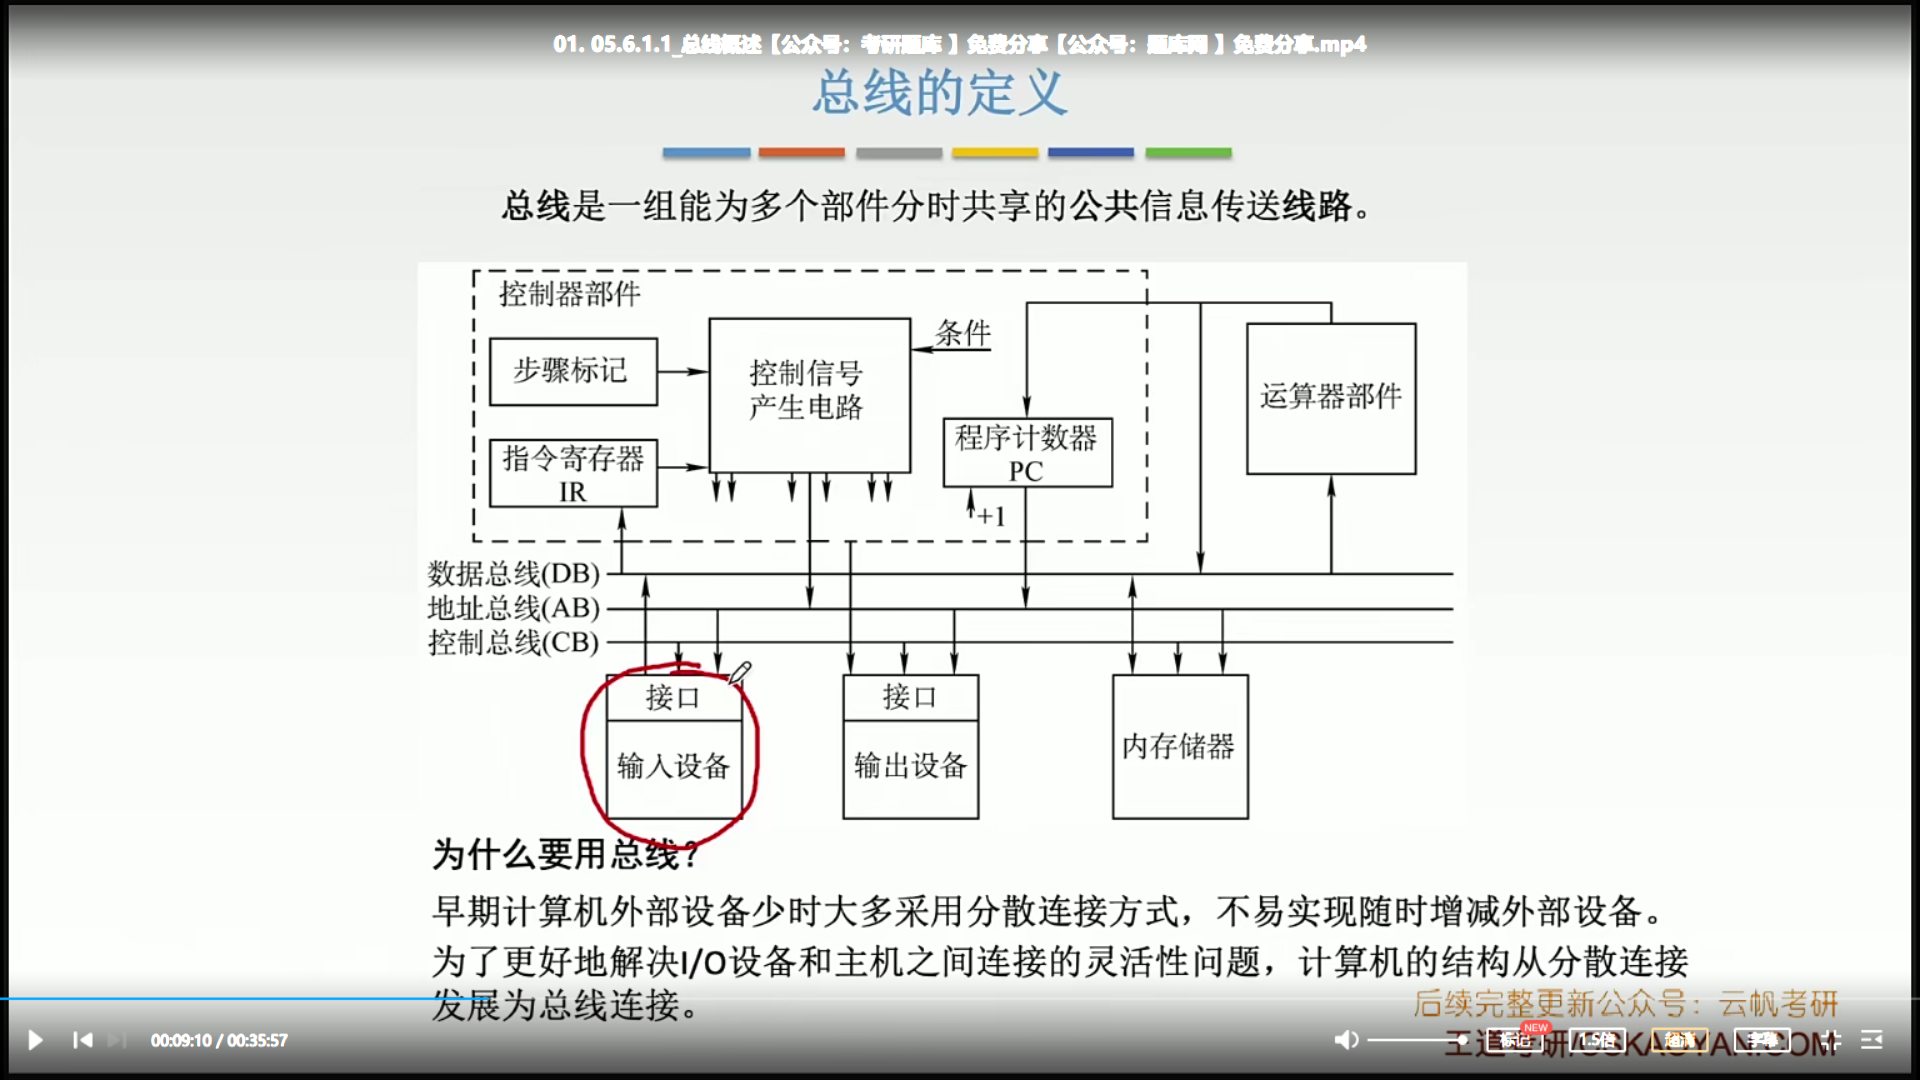 01. 05.6.1.1_总线概述【公众号：考研题库 】免费分享【公众号：题库网 】免费分享.mp4
总线的定义
总线是一组能为多个部件分时共享的公共信息传送线路。
控制器部件
步骤标记
控制信号
产生电路
条件
运算器部件
指令寄存器
IR
程序计数器
PC
+1
数据总线(DB)
地址总线(AB)
控制总线(CB)
接口
输入设备
接口
输出设备
内存储器
为什么要用总线?
早期计算机外部设备少时大多采用分散连接方式，不易实现随时增减外部设备。
为了更好地解决I/O设备和主机之间连接的灵活性问题，计算机的结构从分散连接
发展为总线连接。
后续完整更新公众号：云帆考研
王道考研/CSKAOYAN.COM
00:09:10 / 00:35:57
标记
NEW
1.5倍
超清
字幕